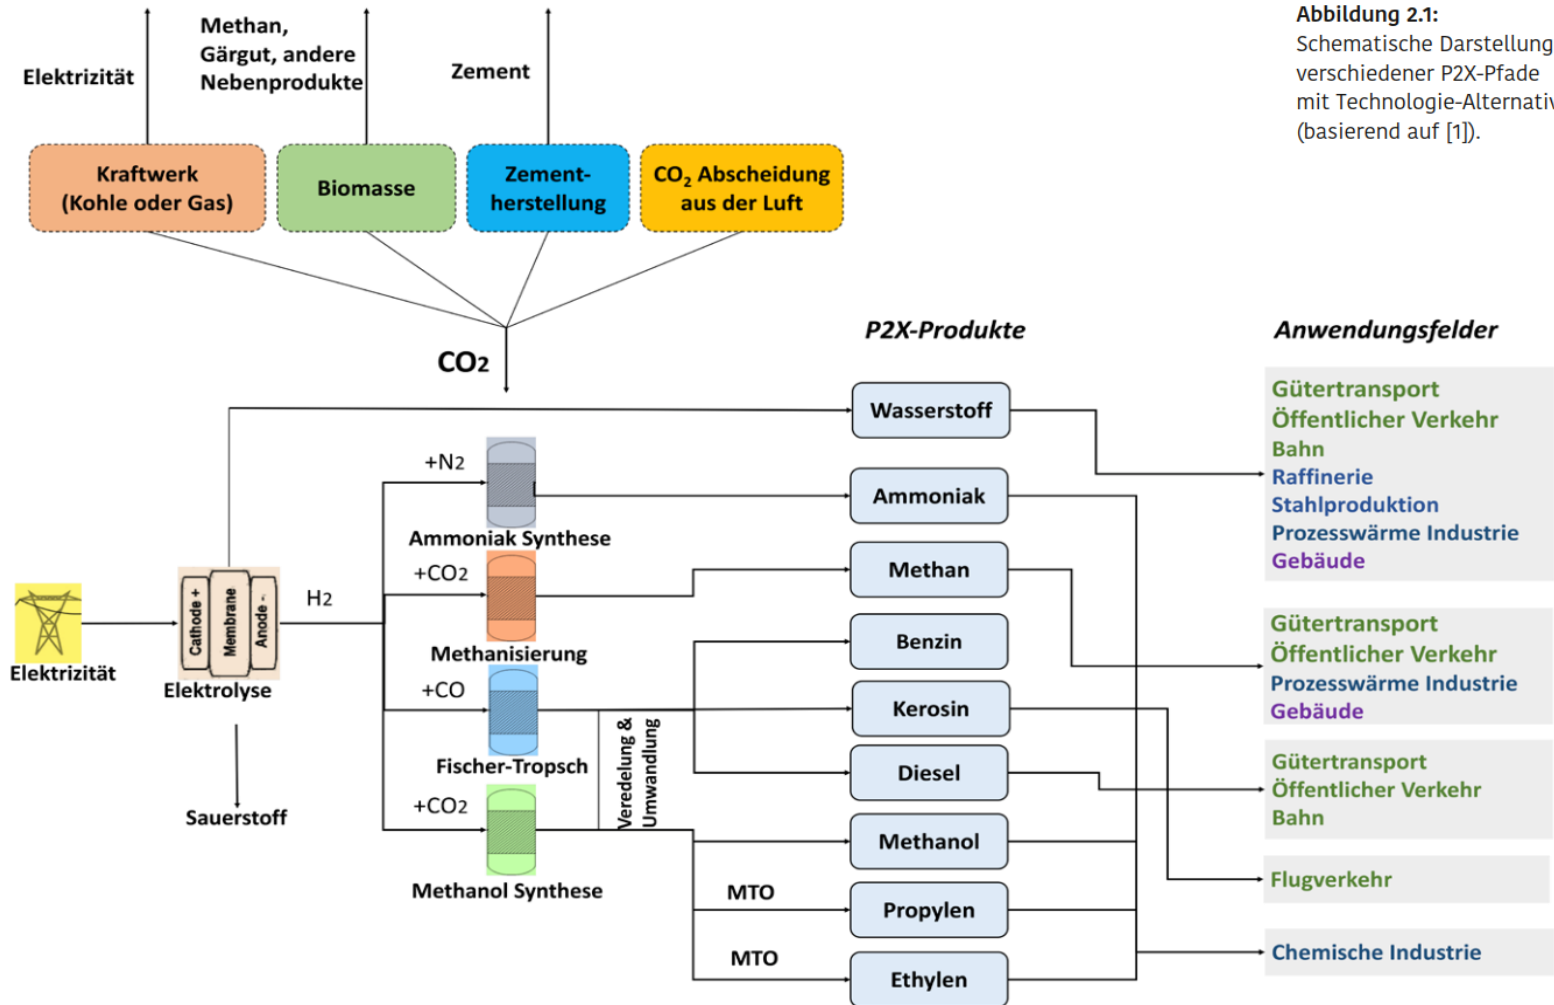 Abbildung 2.1:
Schematische Darstellung
verschiedener P2X-Pfade
mit Technologie-Alternativ
(basierend auf [1]).
Elektrizität
Methan,
Gärgut, andere
Nebenprodukte
Zement
Kraftwerk
(Kohle oder Gas)
Biomasse
Zement-
herstellung
CO₂ Abscheidung
aus der Luft
CO2
P2X-Produkte
Anwendungsfelder
Elektrizität
Cathode +
Membrane
Anode -
Elektrolyse
Sauerstoff
H2
+N2
Ammoniak Synthese
+CO2
Methanisierung
+CO
Fischer-Tropsch
+CO2
Methanol Synthese
Veredelung &
Umwandlung
MTO
MTO
Wasserstoff
Ammoniak
Methan
Benzin
Kerosin
Diesel
Methanol
Propylen
Ethylen
Gütertransport
Öffentlicher Verkehr
Bahn
Raffinerie
Stahlproduktion
Prozesswärme Industrie
Gebäude
Gütertransport
Öffentlicher Verkehr
Prozesswärme Industrie
Gebäude
Gütertransport
Öffentlicher Verkehr
Bahn
Flugverkehr
Chemische Industrie